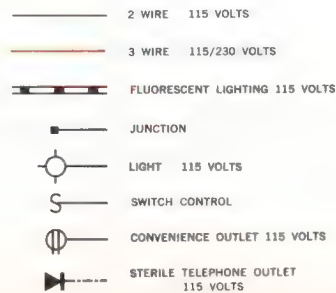 2 WIRE 115 VOLTS
3 WIRE 115/230 VOLTS
FLUORESCENT LIGHTING 115 VOLTS
JUNCTION
LIGHT 115 VOLTS
S SWITCH CONTROL
CONVENIENCE OUTLET 115 VOLTS
STERILE TELEPHONE OUTLET
115 VOLTS